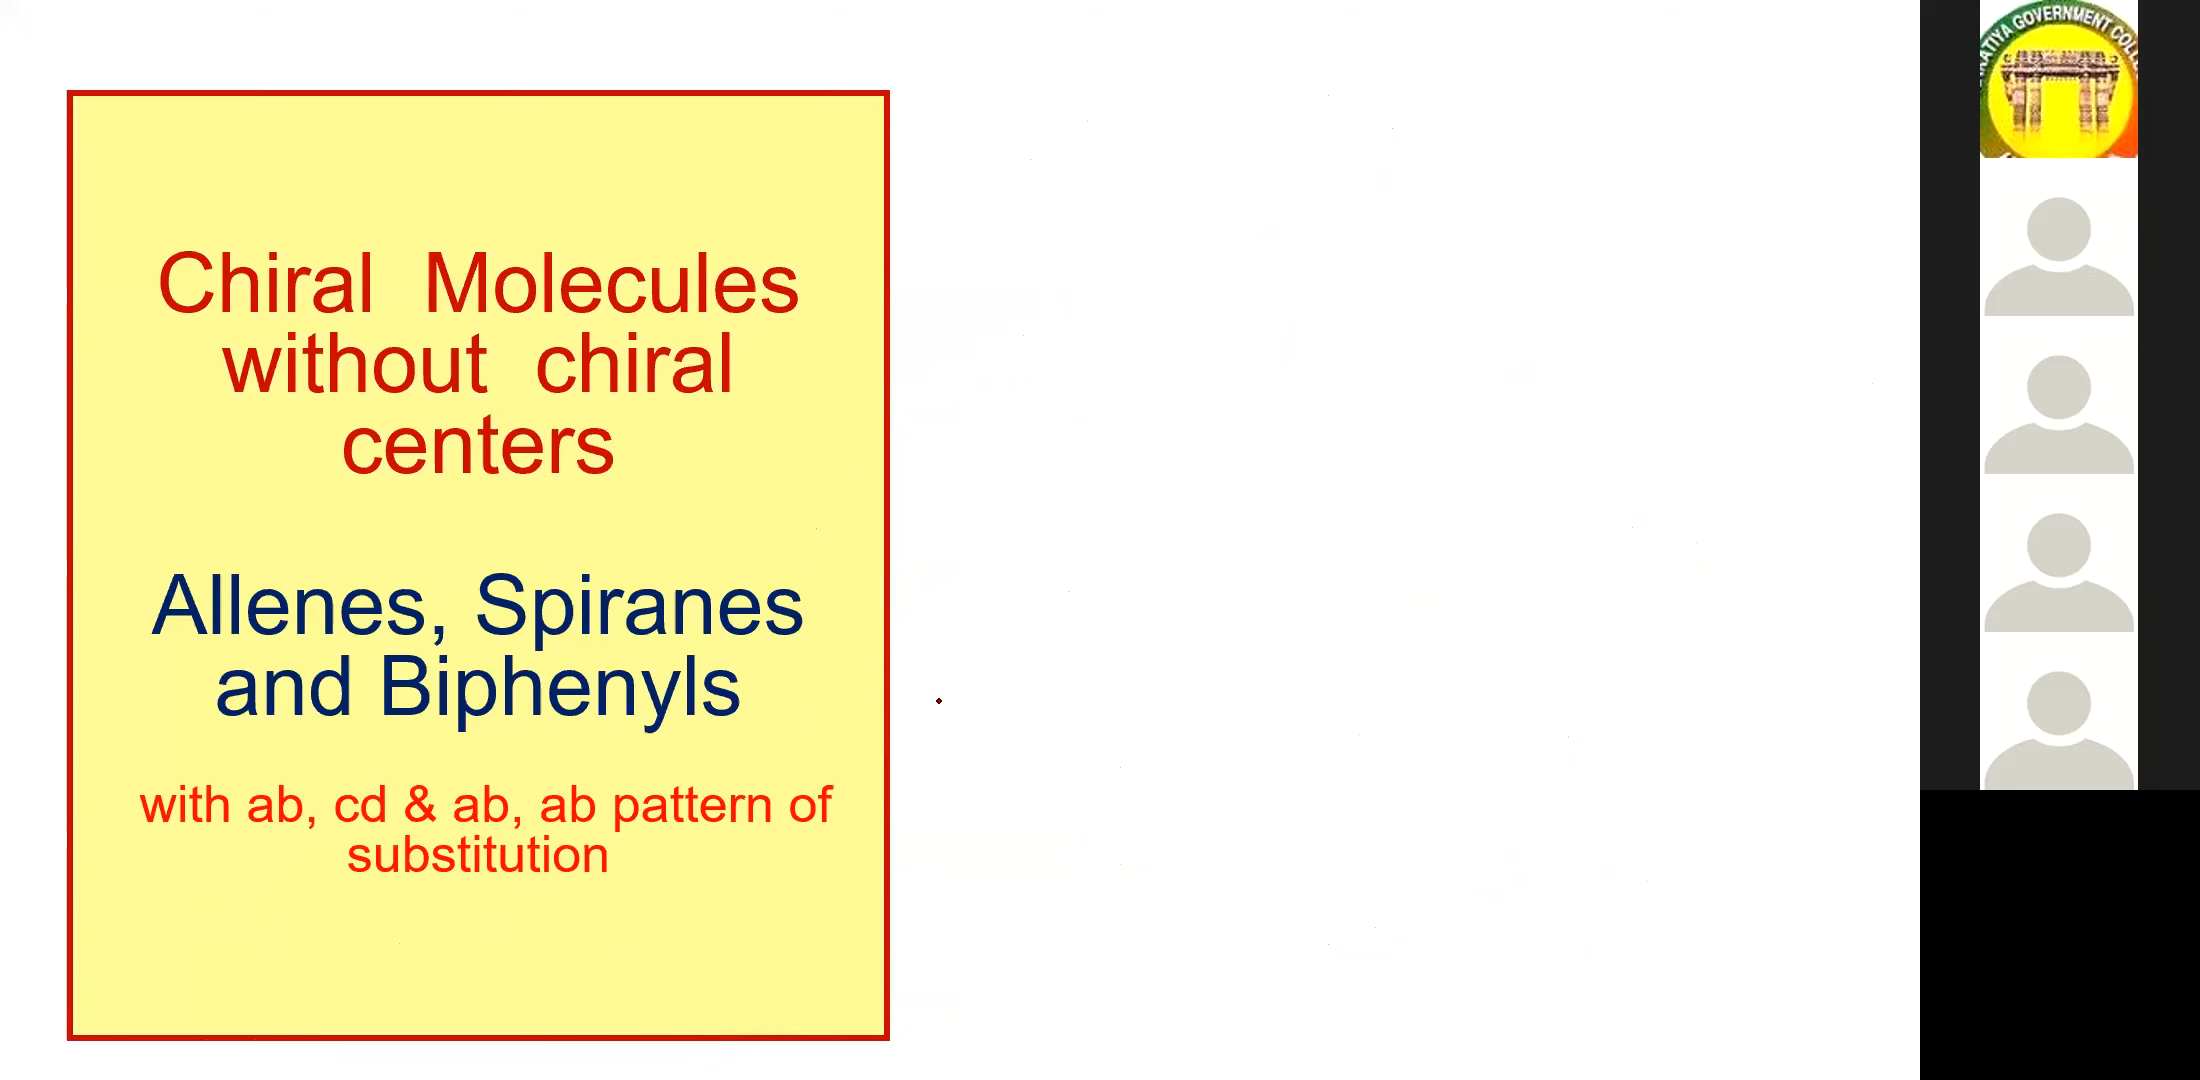 Chiral Molecules
without chiral
centers
Allenes, Spiranes
and Biphenyls
with ab, cd & ab, ab pattern of
substitution
GOVERNMENT